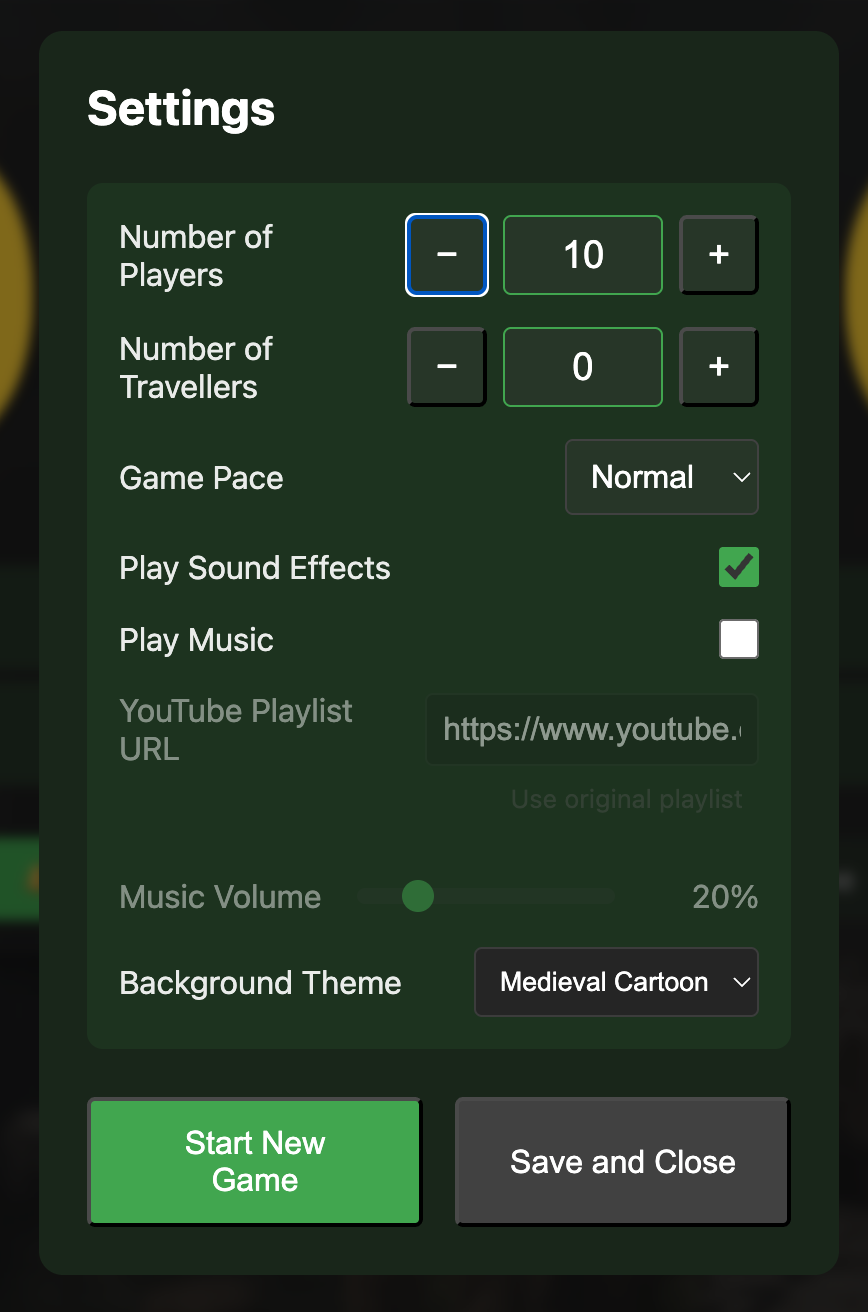 Settings
Number of
Players
− 10 +
Number of
Travellers
− 0 +
Game Pace Normal
Play Sound Effects
Play Music
YouTube Playlist
URL
https://www.youtube.
Use original playlist
Music Volume 20%
Background Theme Medieval Cartoon
Start New
Game
Save and Close